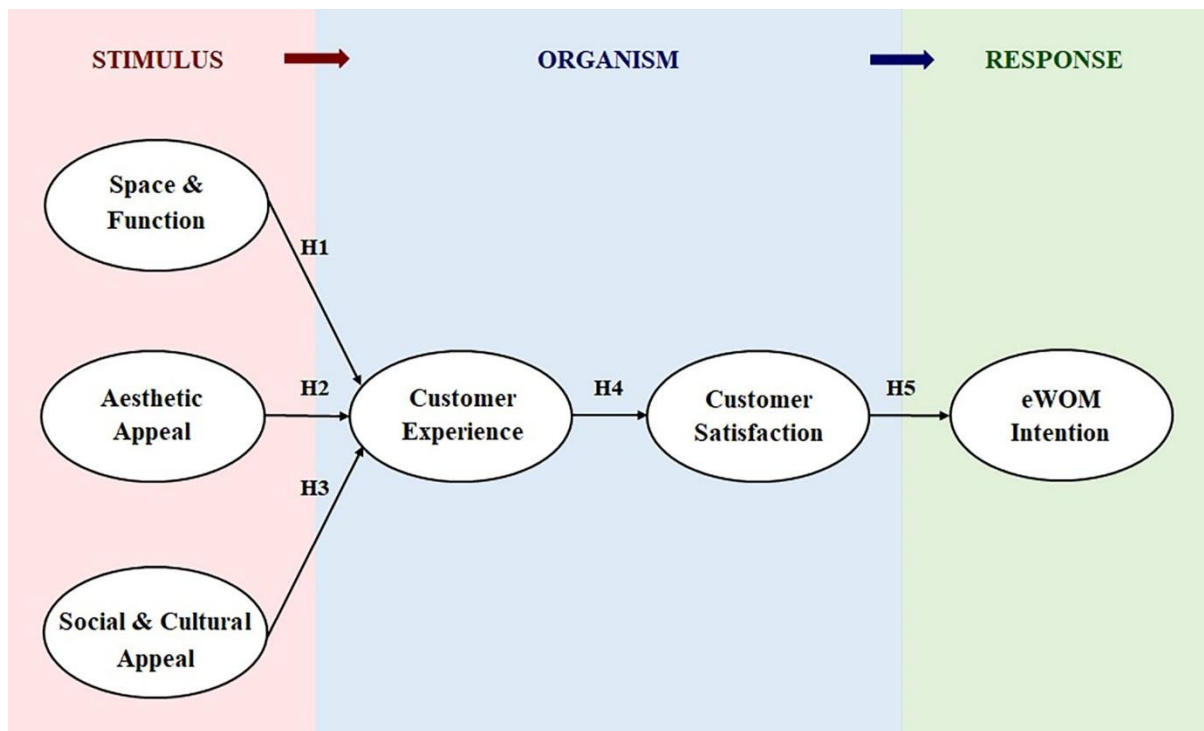 STIMULUS
ORGANISM
RESPONSE
Space &
Function
H1
Aesthetic
Appeal
H2
Customer
Experience
H4
Customer
Satisfaction
H5
eWOM
Intention
H3
Social & Cultural
Appeal